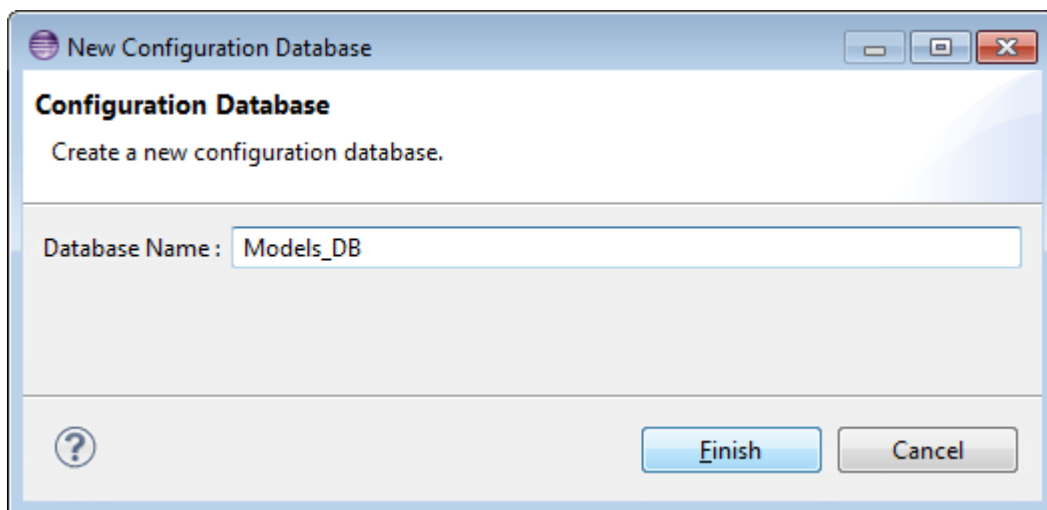 New Configuration Database
Configuration Database
Create a new configuration database.
Database Name : Models_DB
? Finish Cancel